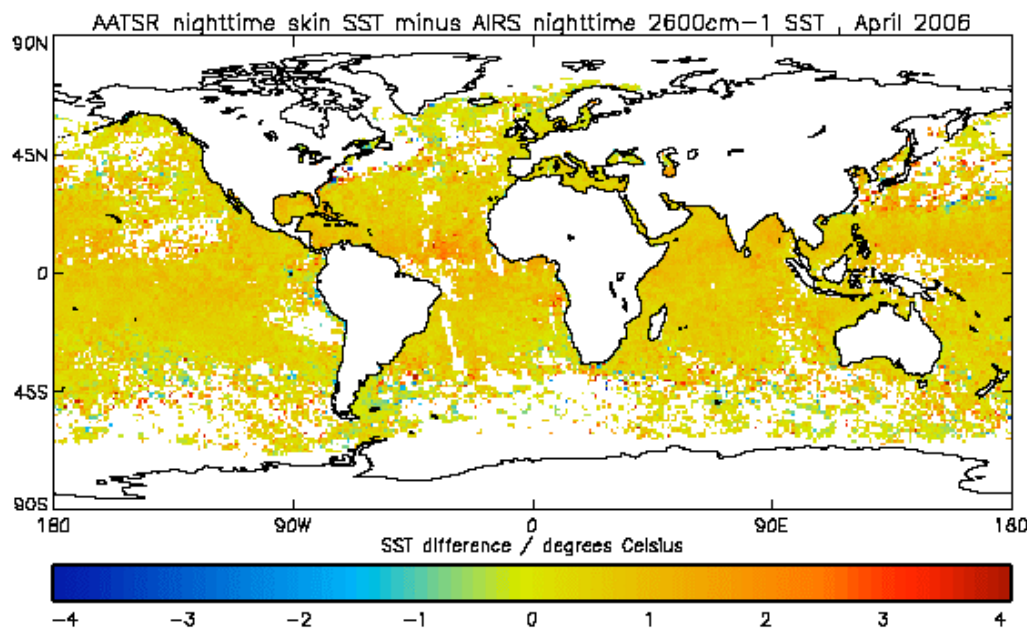 AATSR nighttime skin SST minus AIRS nighttime 2600cm-1 SST , April 2006
90N
45N
0
45S
90S
180 90W 0 90E 180
SST difference / degrees Celsius
-4 -3 -2 -1 0 1 2 3 4